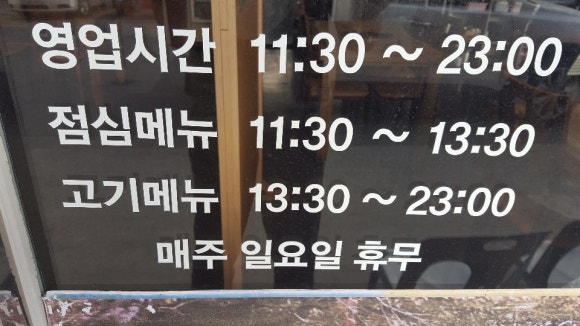 영업시간 11:30 ~ 23:00
점심메뉴 11:30 ~ 13:30
고기메뉴 13:30 ~ 23:00
매주 일요일 휴무